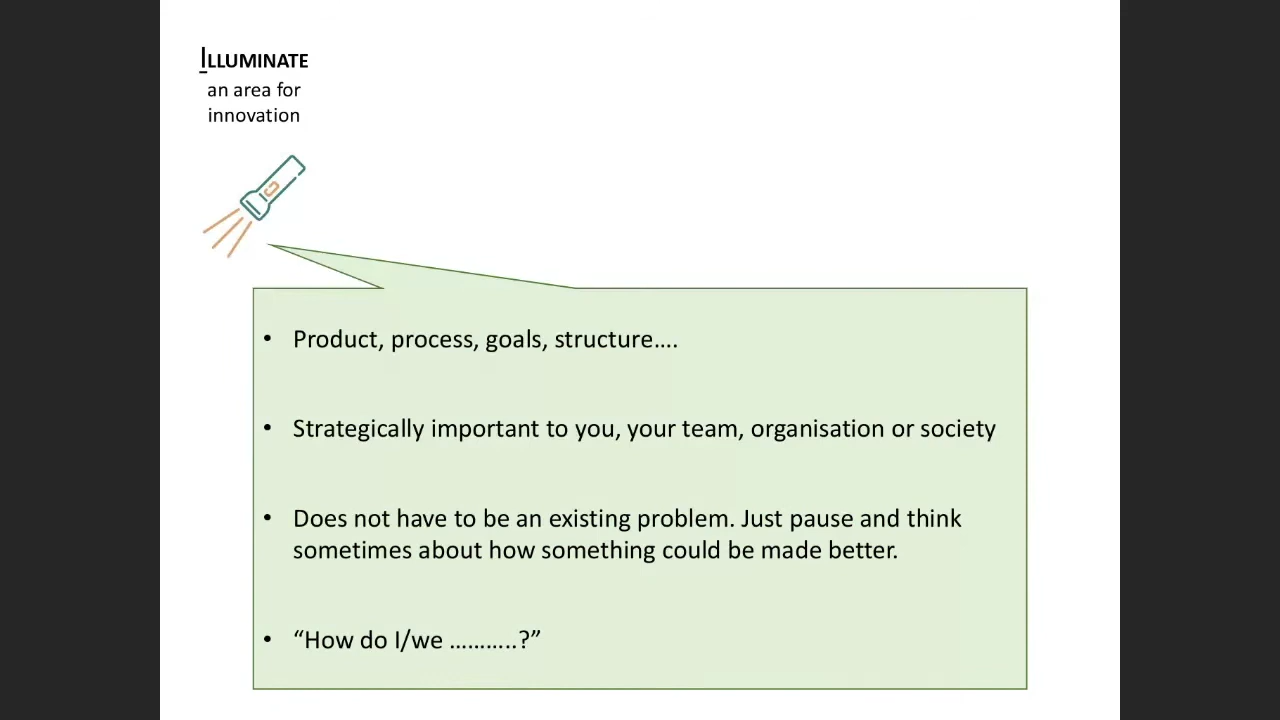 ILLUMINATE
an area for
innovation
• Product, process, goals, structure….
• Strategically important to you, your team, organisation or society
• Does not have to be an existing problem. Just pause and think
sometimes about how something could be made better.
• “How do I/we ………..?”